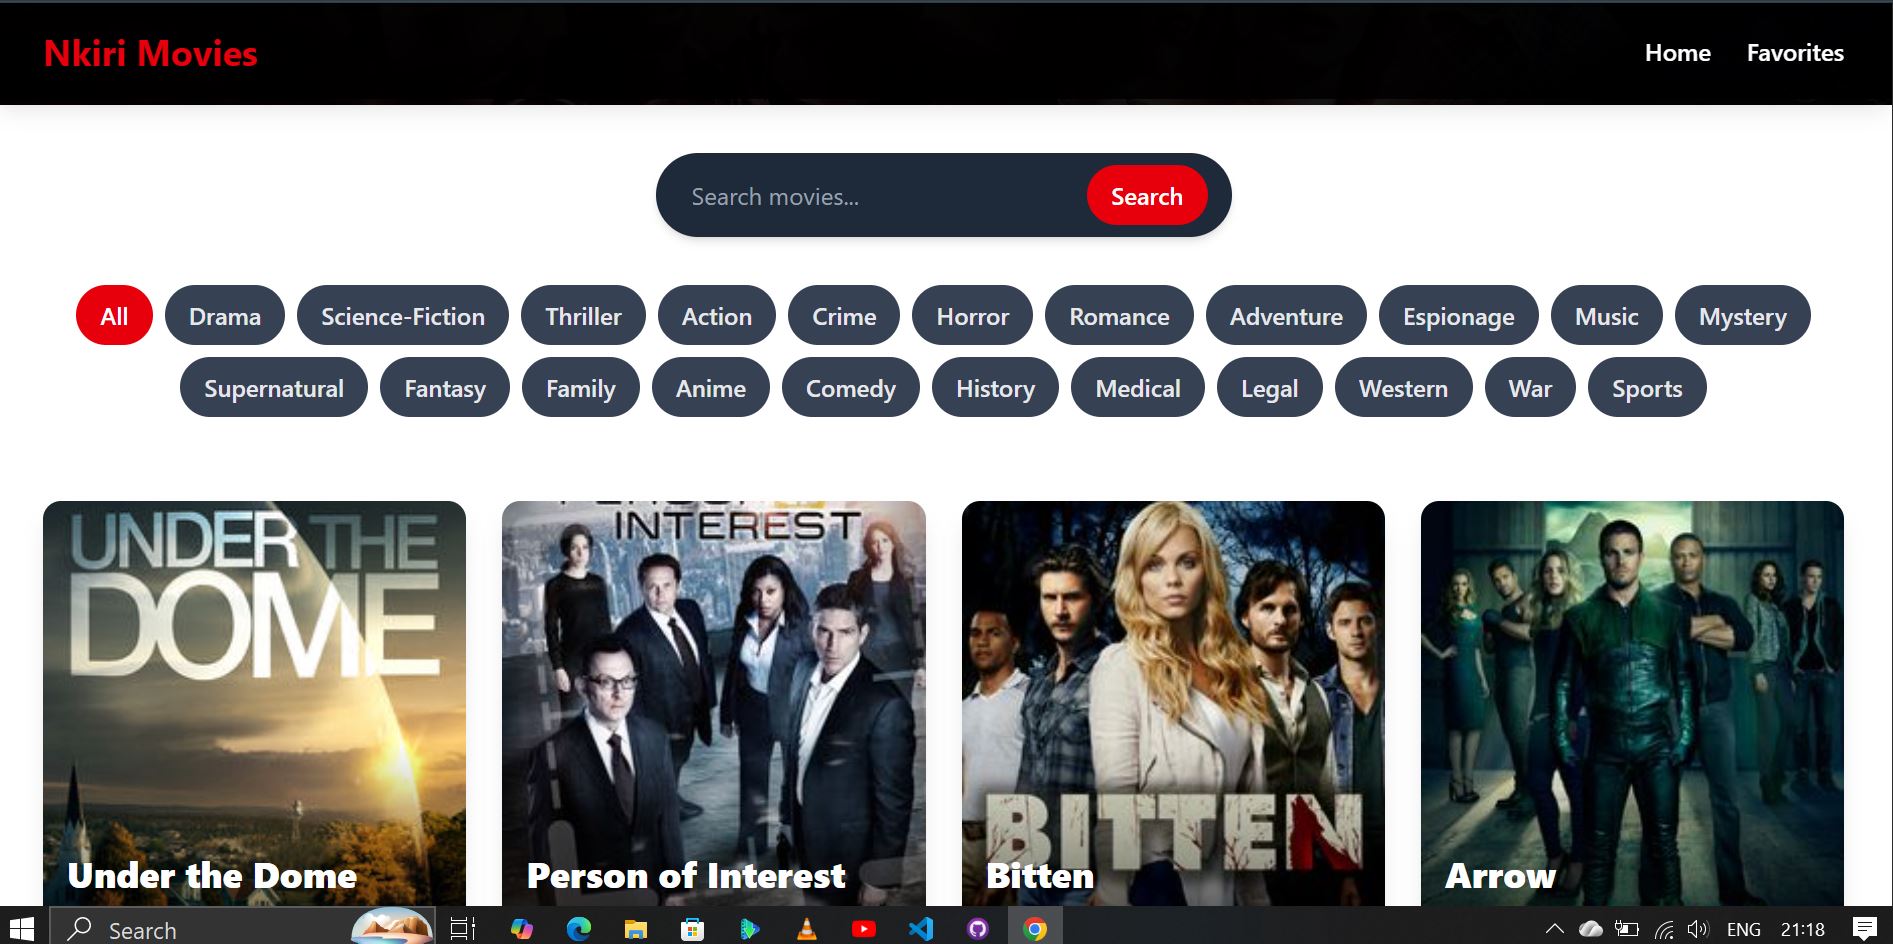 Nkiri Movies
Home Favorites
Search movies... Search
All Drama Science-Fiction Thriller Action Crime Horror Romance Adventure Espionage Music Mystery
Supernatural Fantasy Family Anime Comedy History Medical Legal Western War Sports
UNDER THE
DOME
Under the Dome
PERSON OF
INTEREST
Person of Interest
BITTEN
Bitten
Arrow
Search
ENG 21:18